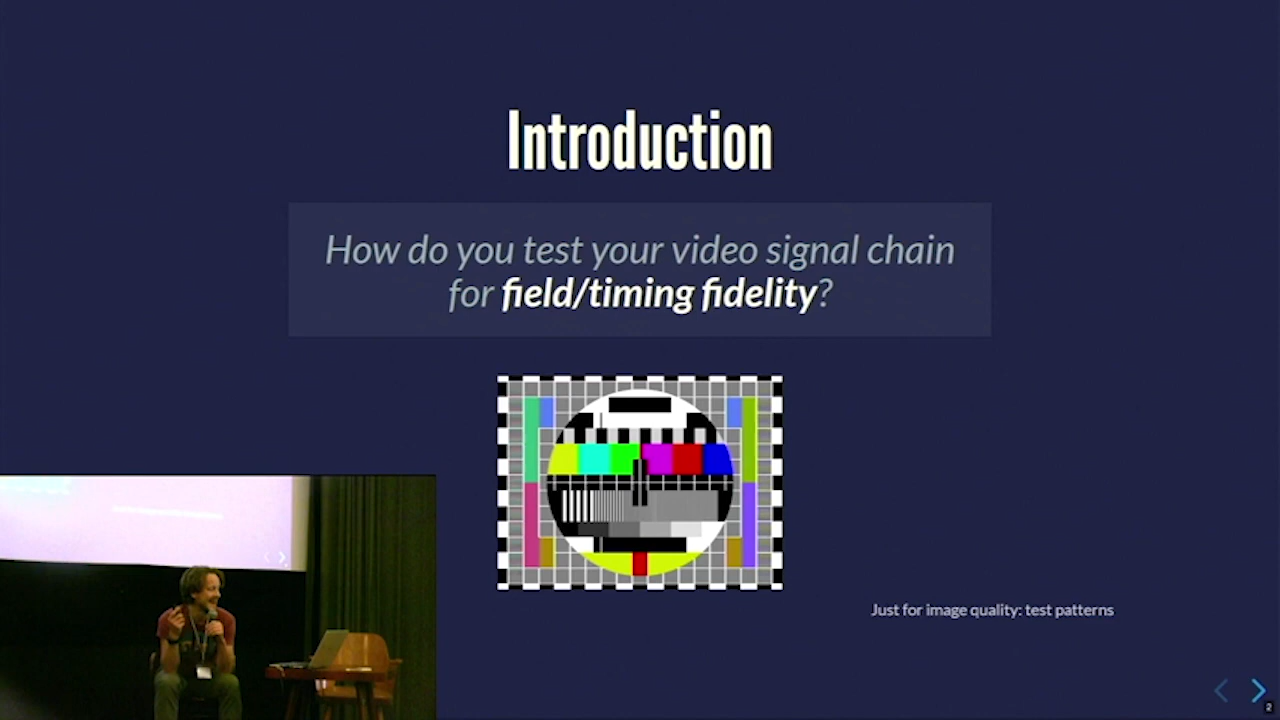 Introduction
How do you test your video signal chain
for field/timing fidelity?
Just for image quality: test patterns
2